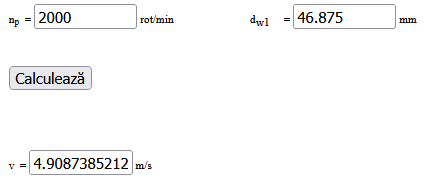 np = 2000 rot/min dw1 = 46.875 mm
Calculează
v = 4.9087385212 m/s